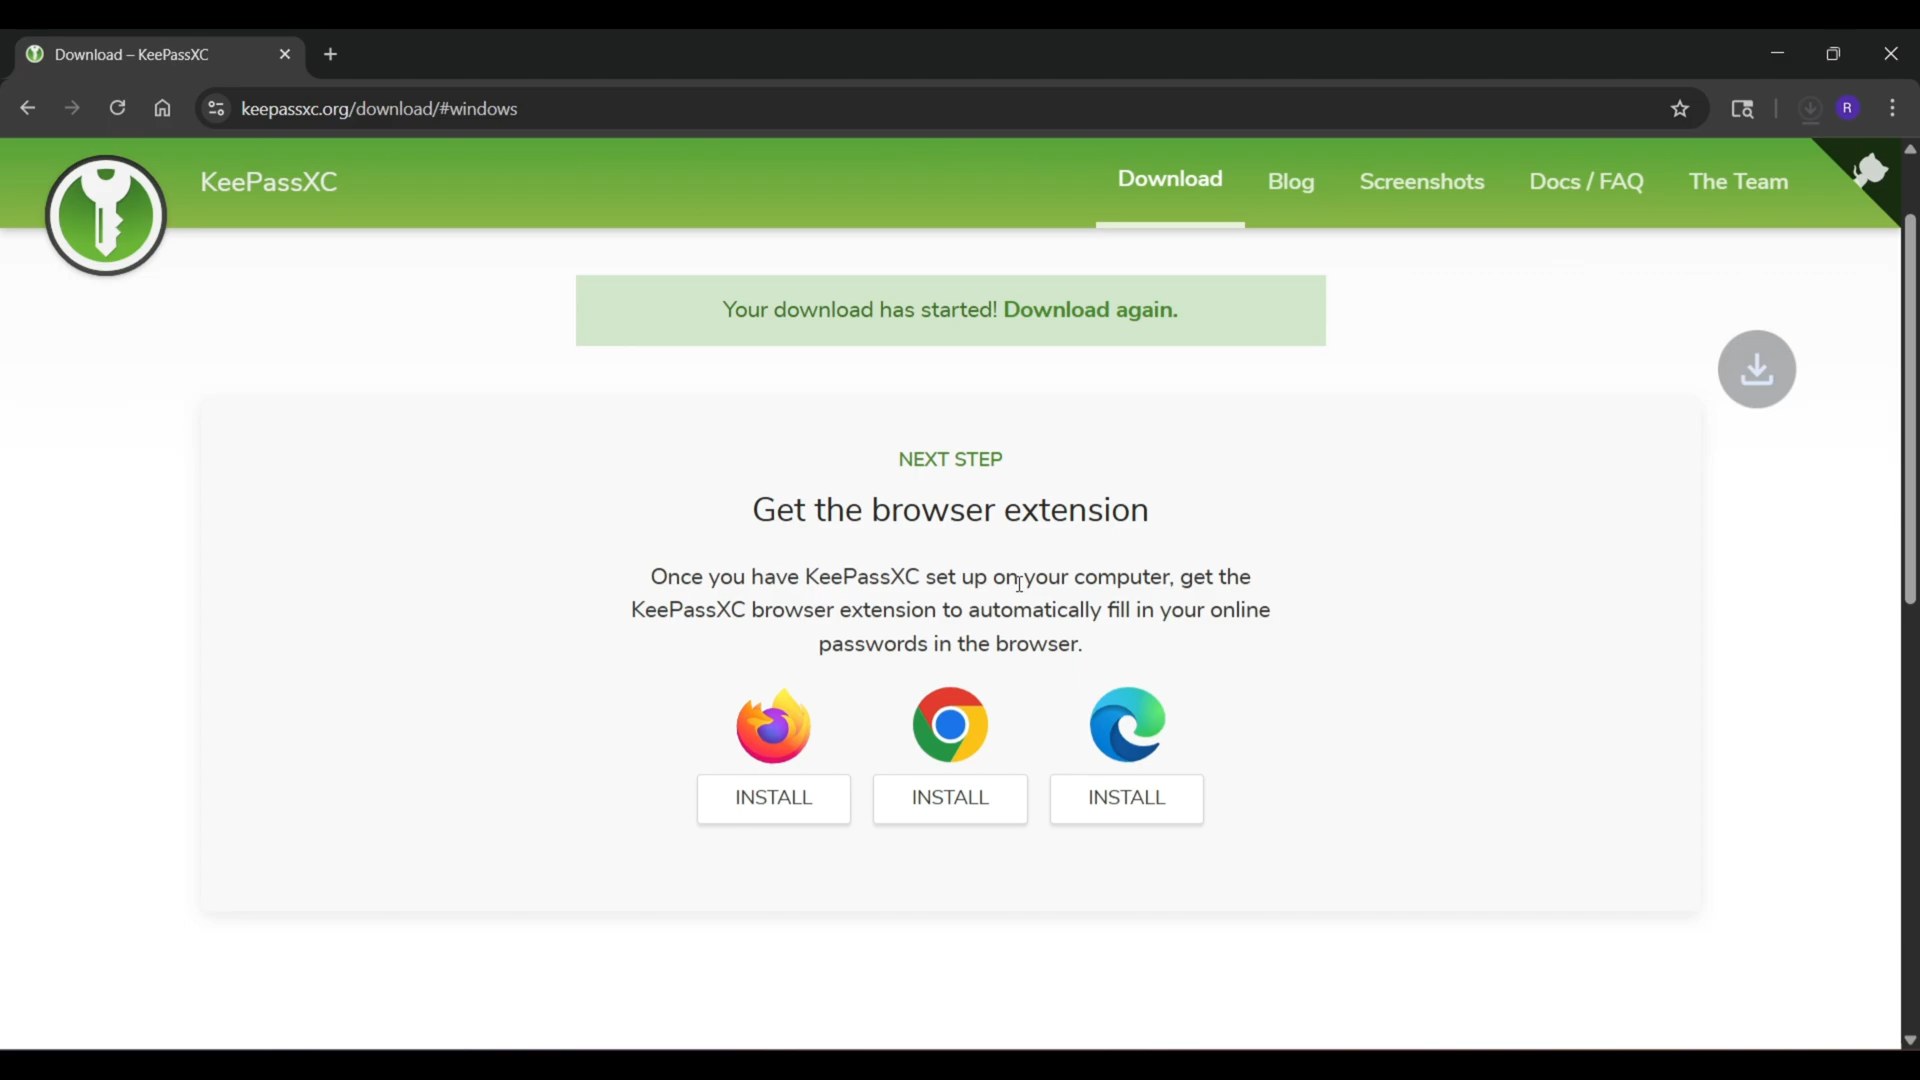 Download – KeePassXC
keepassxc.org/download/#windows
R
KeePassXC
Download Blog Screenshots Docs / FAQ The Team
Your download has started! Download again.
NEXT STEP
Get the browser extension
Once you have KeePassXC set up on your computer, get the
KeePassXC browser extension to automatically fill in your online
passwords in the browser.
INSTALL INSTALL INSTALL